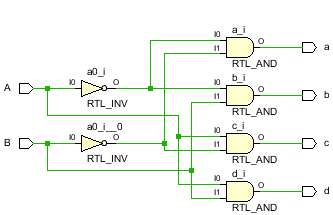 a_i
I0 O a
I1
RTL_AND
a0_i
A I0 O
RTL_INV
b_i
I0 O b
I1
RTL_AND
a0_i__0
B I0 O
RTL_INV
c_i
I0 O c
I1
RTL_AND
d_i
I0 O d
I1
RTL_AND